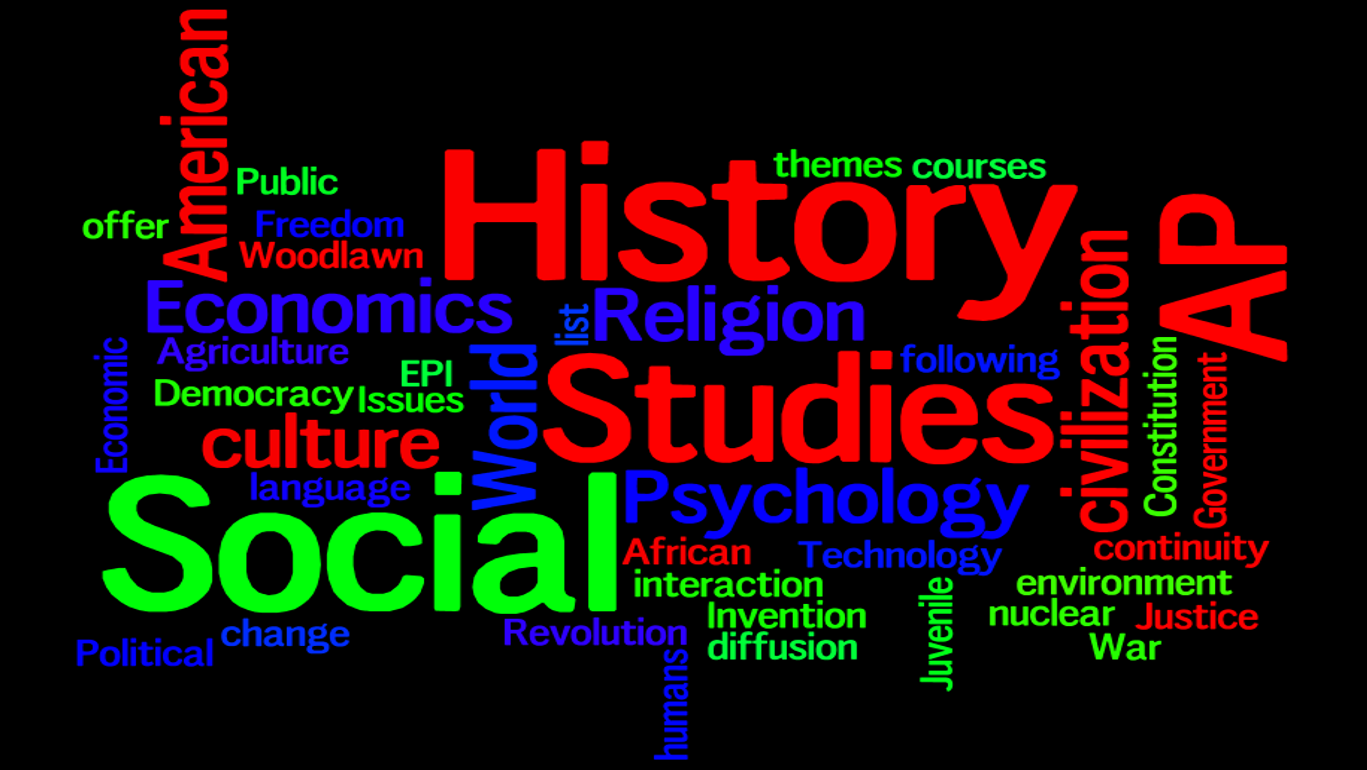 American
Public
offer
Freedom
Woodlawn
History
themes
courses
AP
Economics
list
Religion
civilization
Economic
Agriculture
EPI
Democracy
Issues
World
Studies
following
Constitution
Government
culture
language
Social
Psychology
African
Technology
continuity
interaction
environment
Invention
Juvenile
nuclear
Justice
Political
change
Revolution
diffusion
War
humans